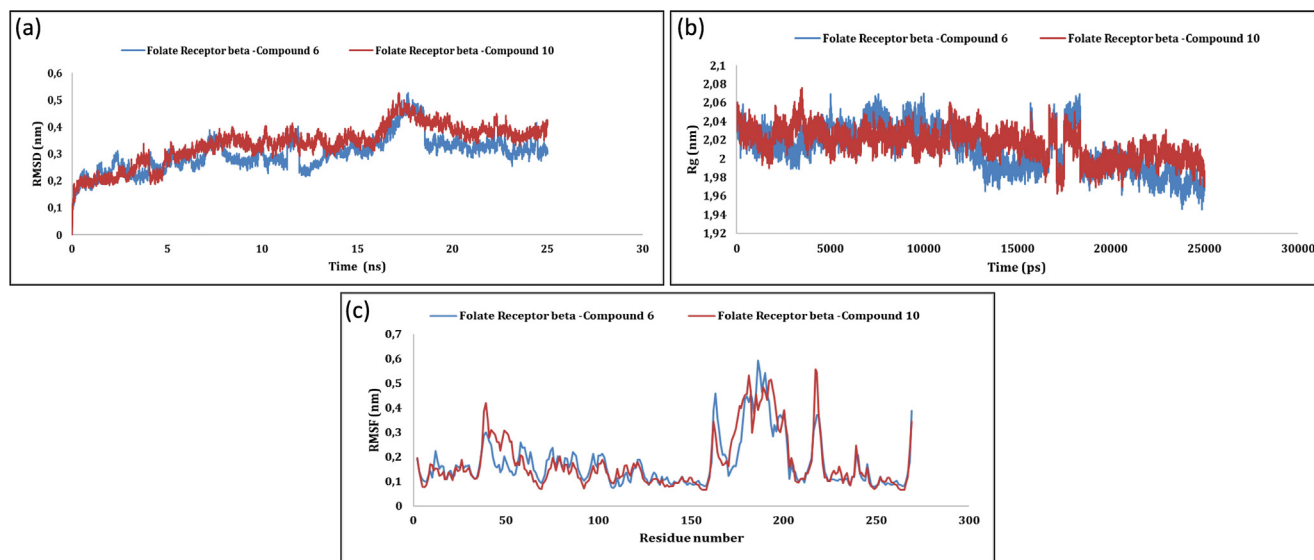 (a)
Folate Receptor beta -Compound 6 Folate Receptor beta -Compound 10
0,6
0,5
0,4
0,3
0,2
0,1
0
RMSD (nm)
0 5 10 15 20 25 30
Time (ns)
(b)
Folate Receptor beta -Compound 6 Folate Receptor beta -Compound 10
2,1
2,08
2,06
2,04
2,02
2
1,98
1,96
1,94
1,92
Rg (nm)
0 5000 10000 15000 20000 25000 30000
Time (ps)
(c)
Folate Receptor beta -Compound 6 Folate Receptor beta -Compound 10
0,7
0,6
0,5
0,4
0,3
0,2
0,1
0
RMSF (nm)
0 50 100 150 200 250 300
Residue number